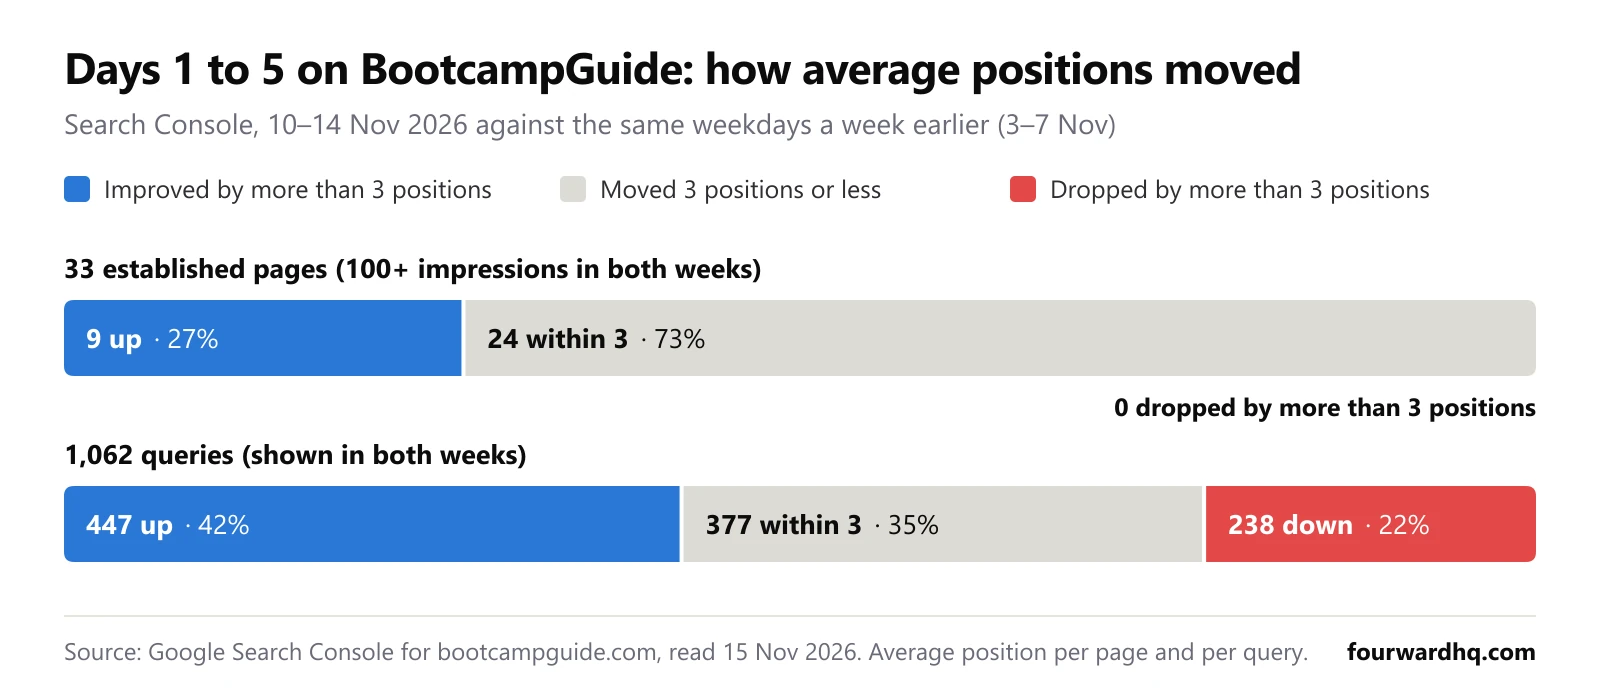 Days 1 to 5 on BootcampGuide: how average positions moved
Search Console, 10–14 Nov 2026 against the same weekdays a week earlier (3–7 Nov)
Improved by more than 3 positions
Moved 3 positions or less
Dropped by more than 3 positions
33 established pages (100+ impressions in both weeks)
9 up · 27%
24 within 3 · 73%
0 dropped by more than 3 positions
1,062 queries (shown in both weeks)
447 up · 42%
377 within 3 · 35%
238 down · 22%
Source: Google Search Console for bootcampguide.com, read 15 Nov 2026. Average position per page and per query.
fourwardhq.com